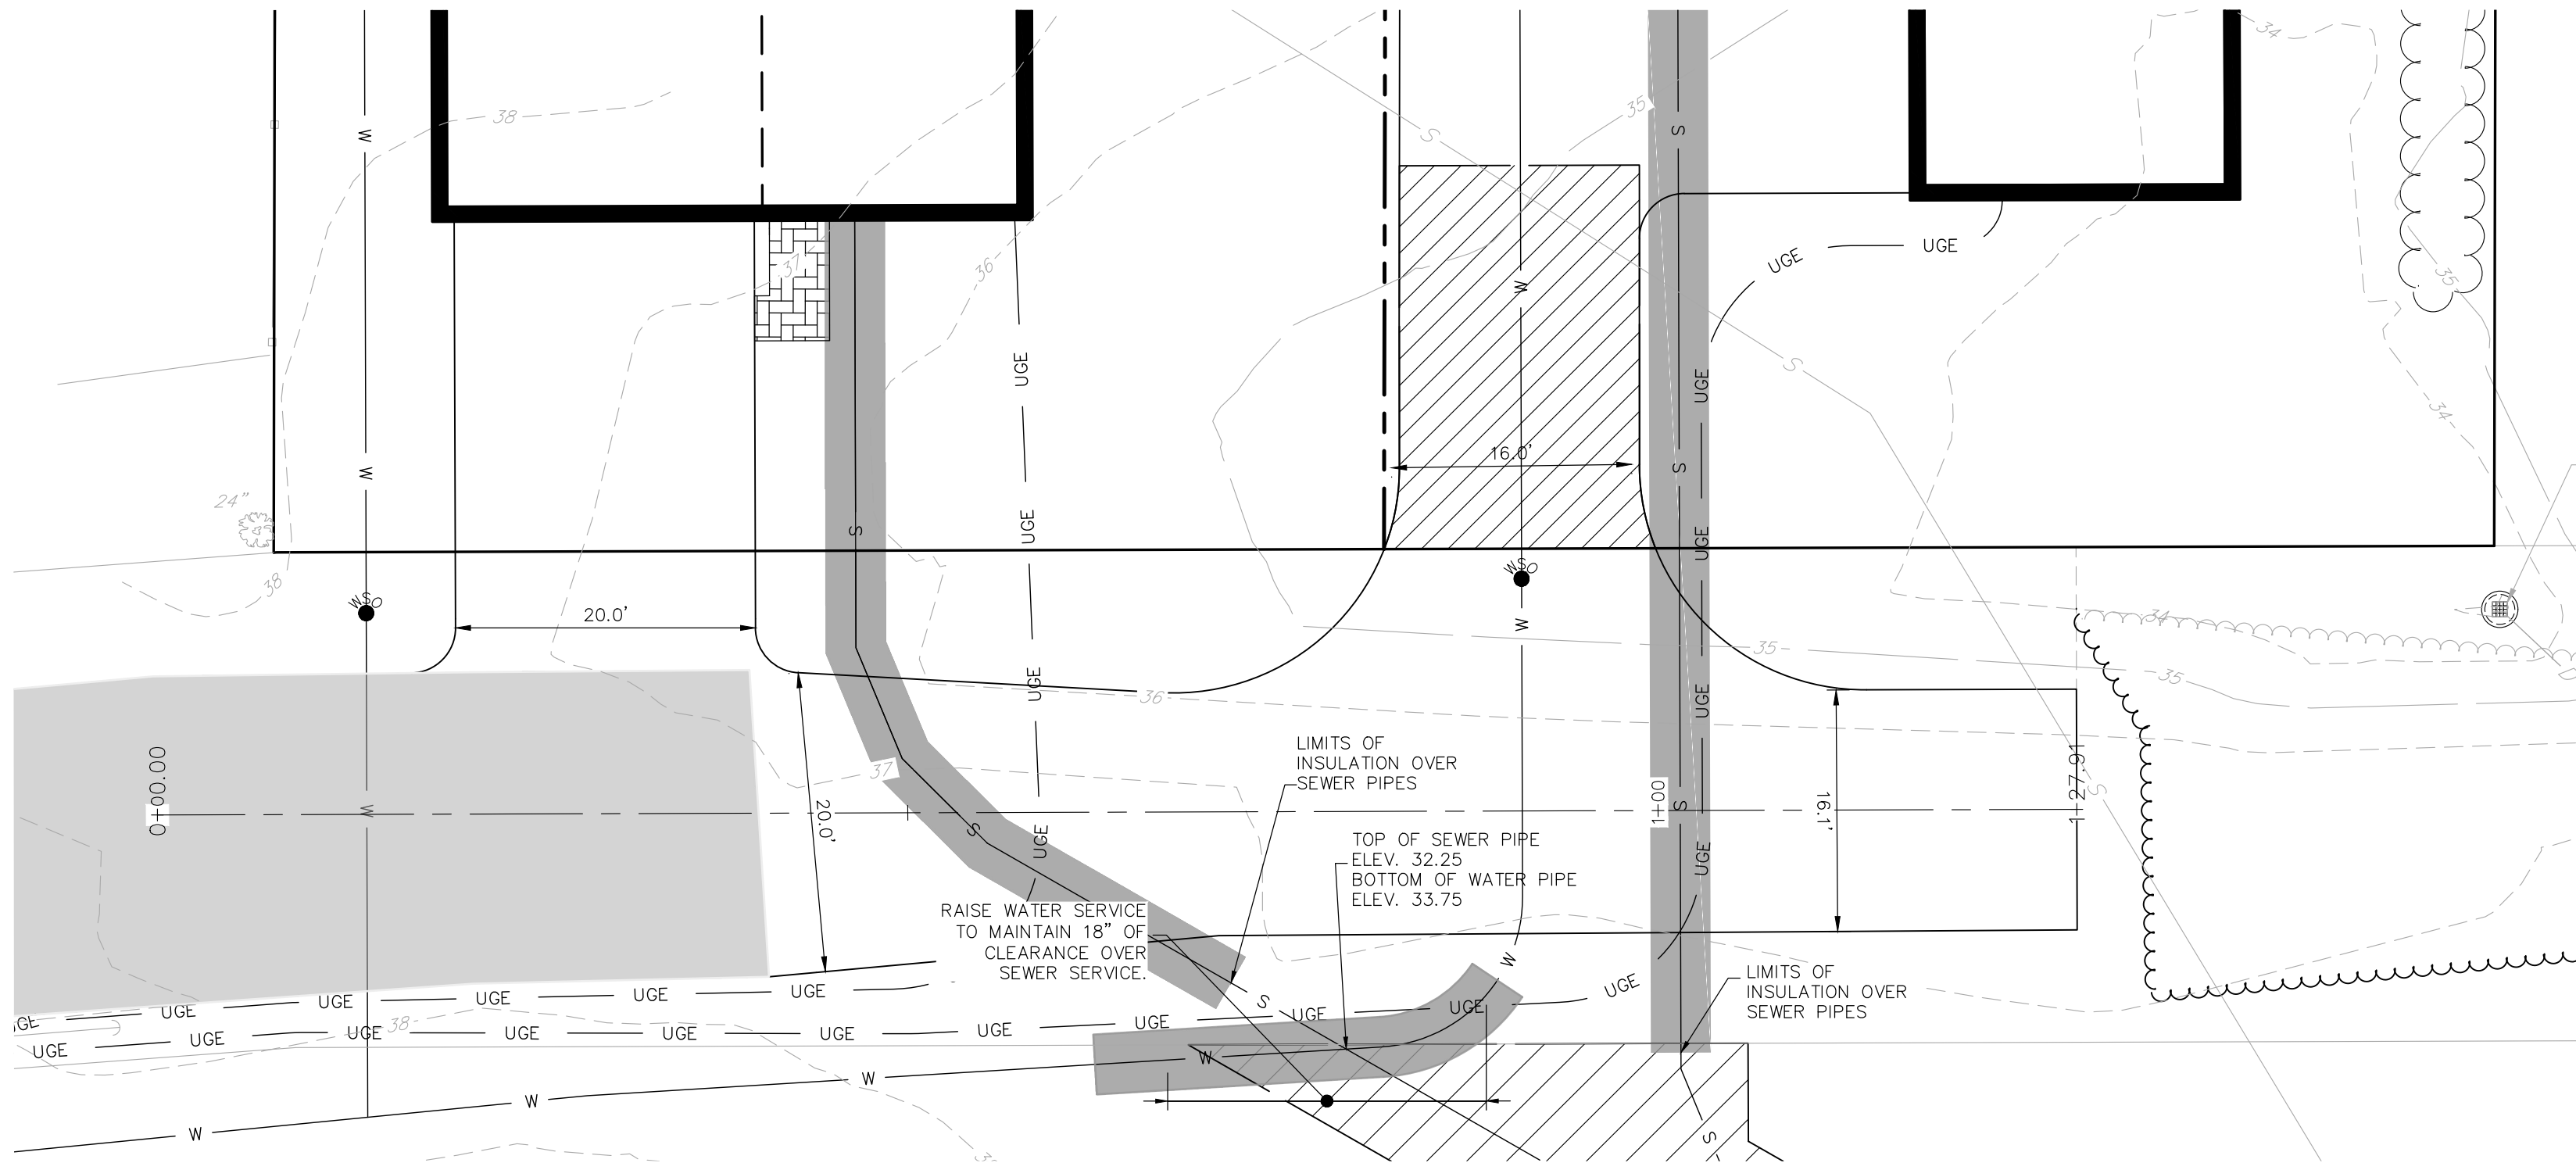 34
38
W
S
35
S
UGE
UGE
W
37
36
35
UGE
UGE
34
16.0'
W
S
24"
S
UGE
UGE
38
WSO
WSO
20.0'
W
34
35
35
UGE
UGE
36
0+00.00
W
37
20.0'
S
UGE
LIMITS OF
INSULATION OVER
SEWER PIPES
TOP OF SEWER PIPE
ELEV. 32.25
BOTTOM OF WATER PIPE
ELEV. 33.75
1+00
S
UGE
16.1'
1+27.91
S
RAISE WATER SERVICE
TO MAINTAIN 18" OF
CLEARANCE OVER
SEWER SERVICE.
W
LIMITS OF
INSULATION OVER
SEWER PIPES
UGE
UGE
UGE
UGE
UGE
S
UGE
UGE
UGE
UGE
UGE
UGE
38
UGE
UGE
UGE
UGE
UGE
W
W
W
W
S